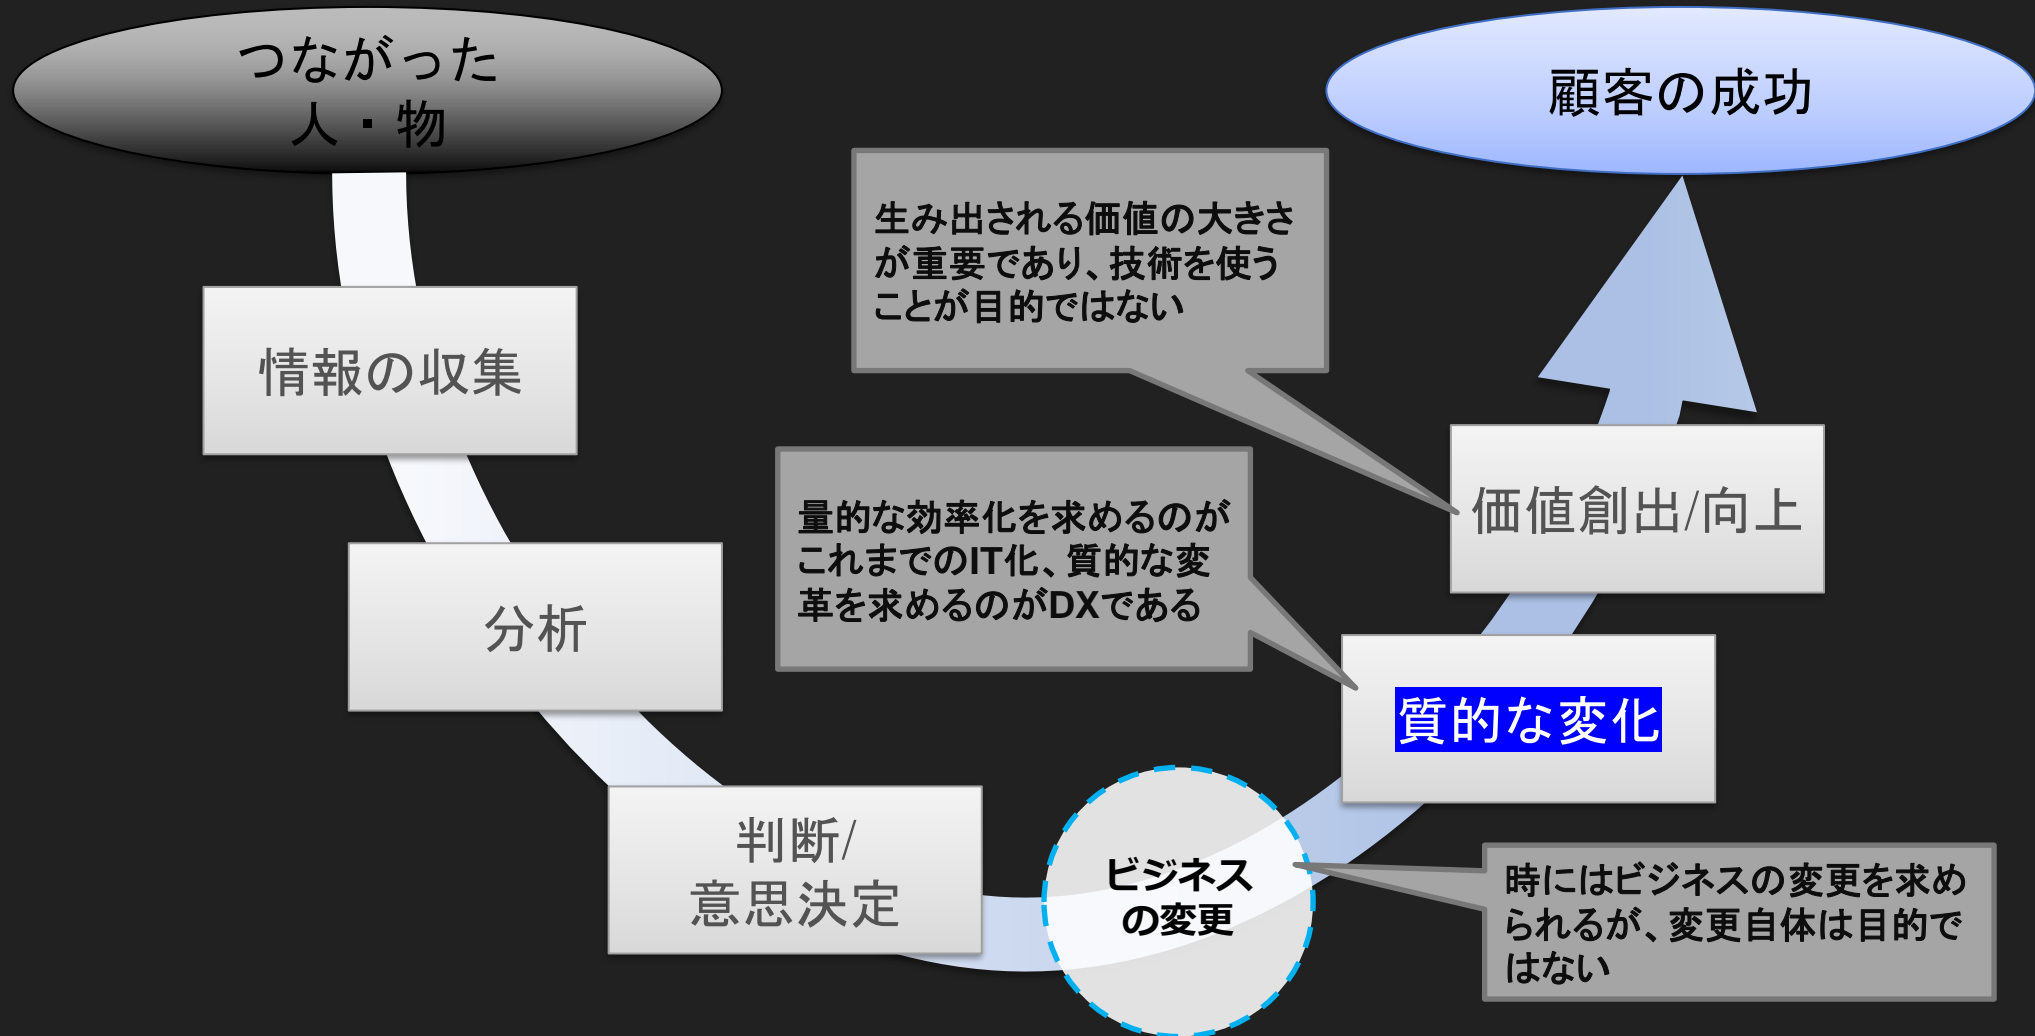 つながった
人・物
顧客の成功
生み出される価値の大きさ
が重要であり、技術を使う
ことが目的ではない
情報の収集
価値創出/向上
量的な効率化を求めるのが
これまでのIT化、質的な変
革を求めるのがDXである
分析
質的な変化
判断/
意思決定
ビジネス
の変更
時にはビジネスの変更を求め
られるが、変更自体は目的で
はない